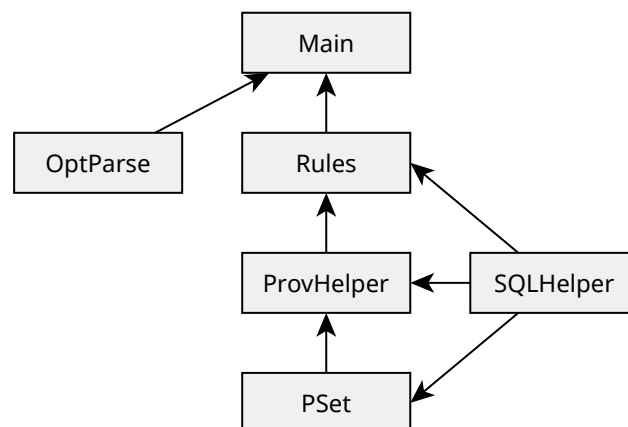 Main
OptParse
Rules
ProvHelper
SQLHelper
PSet